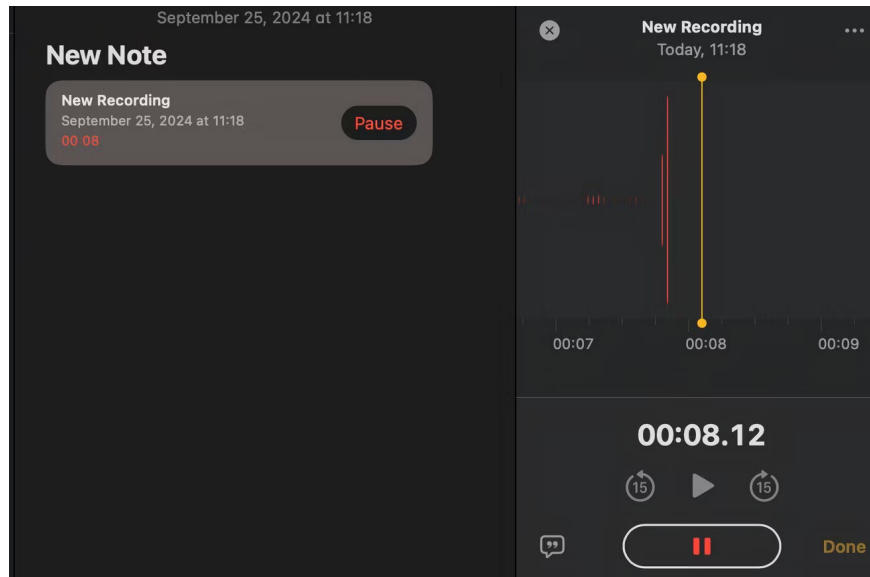 September 25, 2024 at 11:18
New Note
New Recording
September 25, 2024 at 11:18
00 08
Pause
New Recording
Today, 11:18
00:07
00:08
00:09
00:08.12
15
15
Done